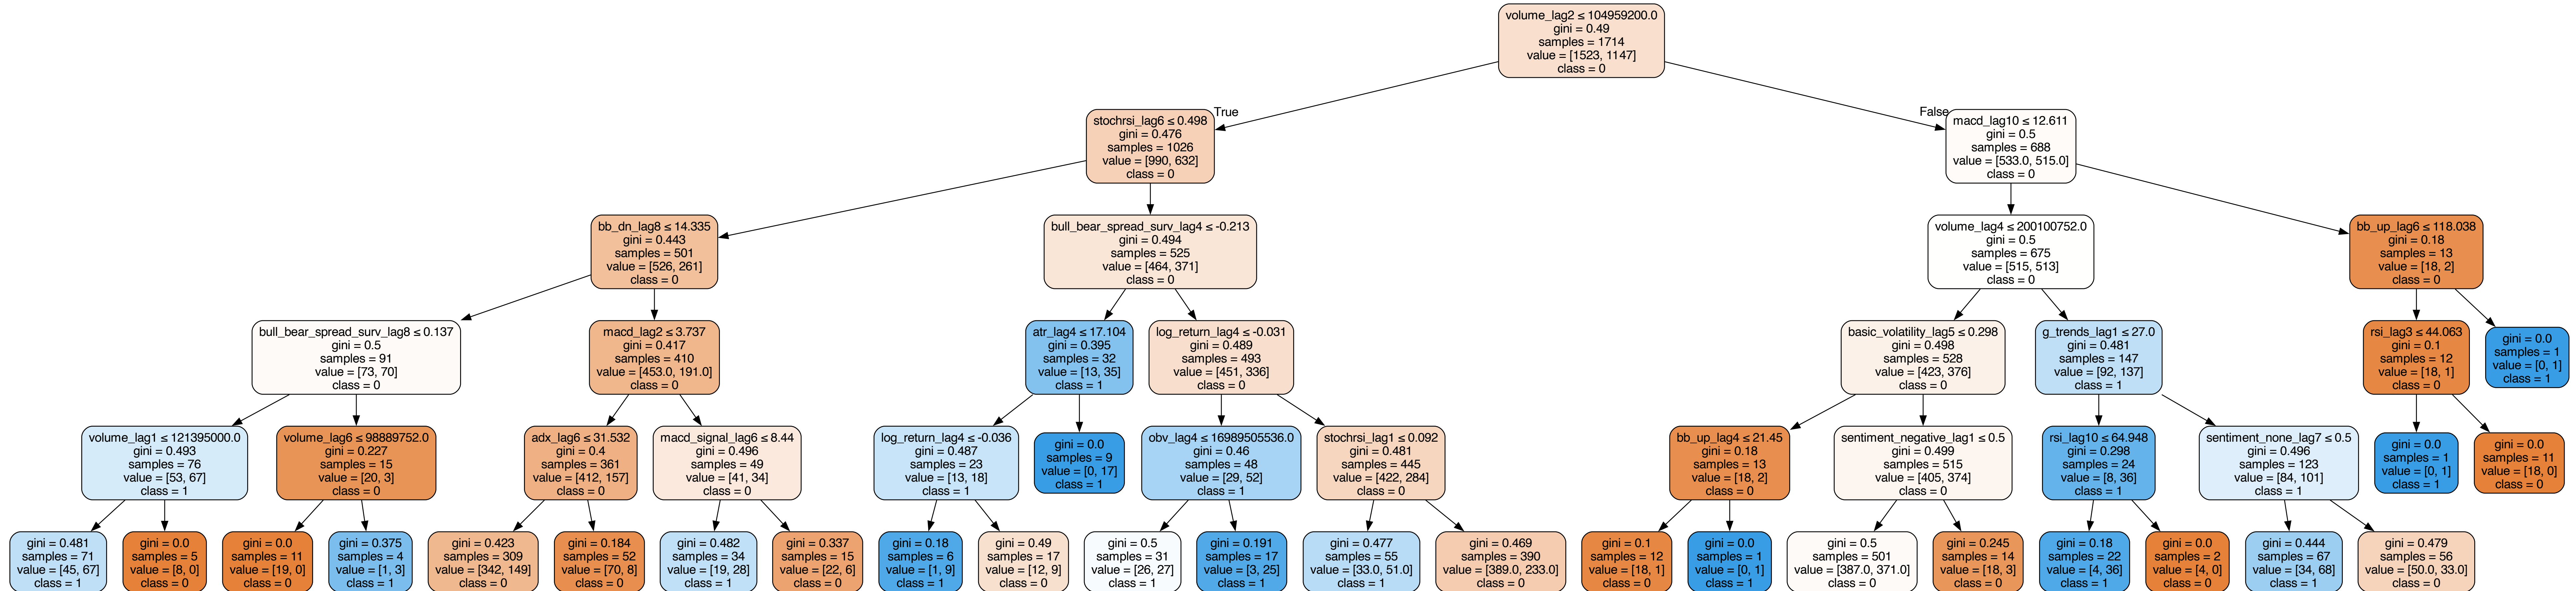 volume_lag2 ≤ 104959200.0
gini = 0.49
samples = 1714
value = [1523, 1147]
class = 0
True
False
stochrsi_lag6 ≤ 0.498
gini = 0.476
samples = 1026
value = [990, 632]
class = 0
macd_lag10 ≤ 12.611
gini = 0.5
samples = 688
value = [533.0, 515.0]
class = 0
bb_dn_lag8 ≤ 14.335
gini = 0.443
samples = 501
value = [526, 261]
class = 0
bull_bear_spread_surv_lag4 ≤ -0.213
gini = 0.494
samples = 525
value = [464, 371]
class = 0
volume_lag4 ≤ 200100752.0
gini = 0.5
samples = 675
value = [515, 513]
class = 0
bb_up_lag6 ≤ 118.038
gini = 0.18
samples = 13
value = [18, 2]
class = 0
bull_bear_spread_surv_lag8 ≤ 0.137
gini = 0.5
samples = 91
value = [73, 70]
class = 0
macd_lag2 ≤ 3.737
gini = 0.417
samples = 410
value = [453.0, 191.0]
class = 0
atr_lag4 ≤ 17.104
gini = 0.395
samples = 32
value = [13, 35]
class = 1
log_return_lag4 ≤ -0.031
gini = 0.489
samples = 493
value = [451, 336]
class = 0
basic_volatility_lag5 ≤ 0.298
gini = 0.498
samples = 528
value = [423, 376]
class = 0
g_trends_lag1 ≤ 27.0
gini = 0.481
samples = 147
value = [92, 137]
class = 1
rsi_lag3 ≤ 44.063
gini = 0.1
samples = 12
value = [18, 1]
class = 0
gini = 0.0
samples = 1
value = [0, 1]
class = 1
volume_lag1 ≤ 121395000.0
gini = 0.493
samples = 76
value = [53, 67]
class = 1
volume_lag6 ≤ 98889752.0
gini = 0.227
samples = 15
value = [20, 3]
class = 0
adx_lag6 ≤ 31.532
gini = 0.4
samples = 361
value = [412, 157]
class = 0
macd_signal_lag6 ≤ 8.44
gini = 0.496
samples = 49
value = [41, 34]
class = 0
log_return_lag4 ≤ -0.036
gini = 0.487
samples = 23
value = [13, 18]
class = 1
gini = 0.0
samples = 9
value = [0, 17]
class = 1
obv_lag4 ≤ 16989505536.0
gini = 0.46
samples = 48
value = [29, 52]
class = 1
stochrsi_lag1 ≤ 0.092
gini = 0.481
samples = 445
value = [422, 284]
class = 0
bb_up_lag4 ≤ 21.45
gini = 0.18
samples = 13
value = [18, 2]
class = 0
sentiment_negative_lag1 ≤ 0.5
gini = 0.499
samples = 515
value = [405, 374]
class = 0
rsi_lag10 ≤ 64.948
gini = 0.298
samples = 24
value = [8, 36]
class = 1
sentiment_none_lag7 ≤ 0.5
gini = 0.496
samples = 123
value = [84, 101]
class = 1
gini = 0.0
samples = 1
value = [0, 1]
class = 1
gini = 0.0
samples = 11
value = [18, 0]
class = 0
gini = 0.481
samples = 71
value = [45, 67]
class = 1
gini = 0.0
samples = 5
value = [8, 0]
class = 0
gini = 0.0
samples = 11
value = [19, 0]
class = 0
gini = 0.375
samples = 4
value = [1, 3]
class = 1
gini = 0.423
samples = 309
value = [342, 149]
class = 0
gini = 0.184
samples = 52
value = [70, 8]
class = 0
gini = 0.482
samples = 34
value = [19, 28]
class = 1
gini = 0.337
samples = 15
value = [22, 6]
class = 0
gini = 0.18
samples = 6
value = [1, 9]
class = 1
gini = 0.49
samples = 17
value = [12, 9]
class = 0
gini = 0.5
samples = 31
value = [26, 27]
class = 1
gini = 0.191
samples = 17
value = [3, 25]
class = 1
gini = 0.477
samples = 55
value = [33.0, 51.0]
class = 1
gini = 0.469
samples = 390
value = [389.0, 233.0]
class = 0
gini = 0.1
samples = 12
value = [18, 1]
class = 0
gini = 0.0
samples = 1
value = [0, 1]
class = 1
gini = 0.5
samples = 501
value = [387.0, 371.0]
class = 0
gini = 0.245
samples = 14
value = [18, 3]
class = 0
gini = 0.18
samples = 22
value = [4, 36]
class = 1
gini = 0.0
samples = 2
value = [4, 0]
class = 0
gini = 0.444
samples = 67
value = [34, 68]
class = 1
gini = 0.479
samples = 56
value = [50.0, 33.0]
class = 0